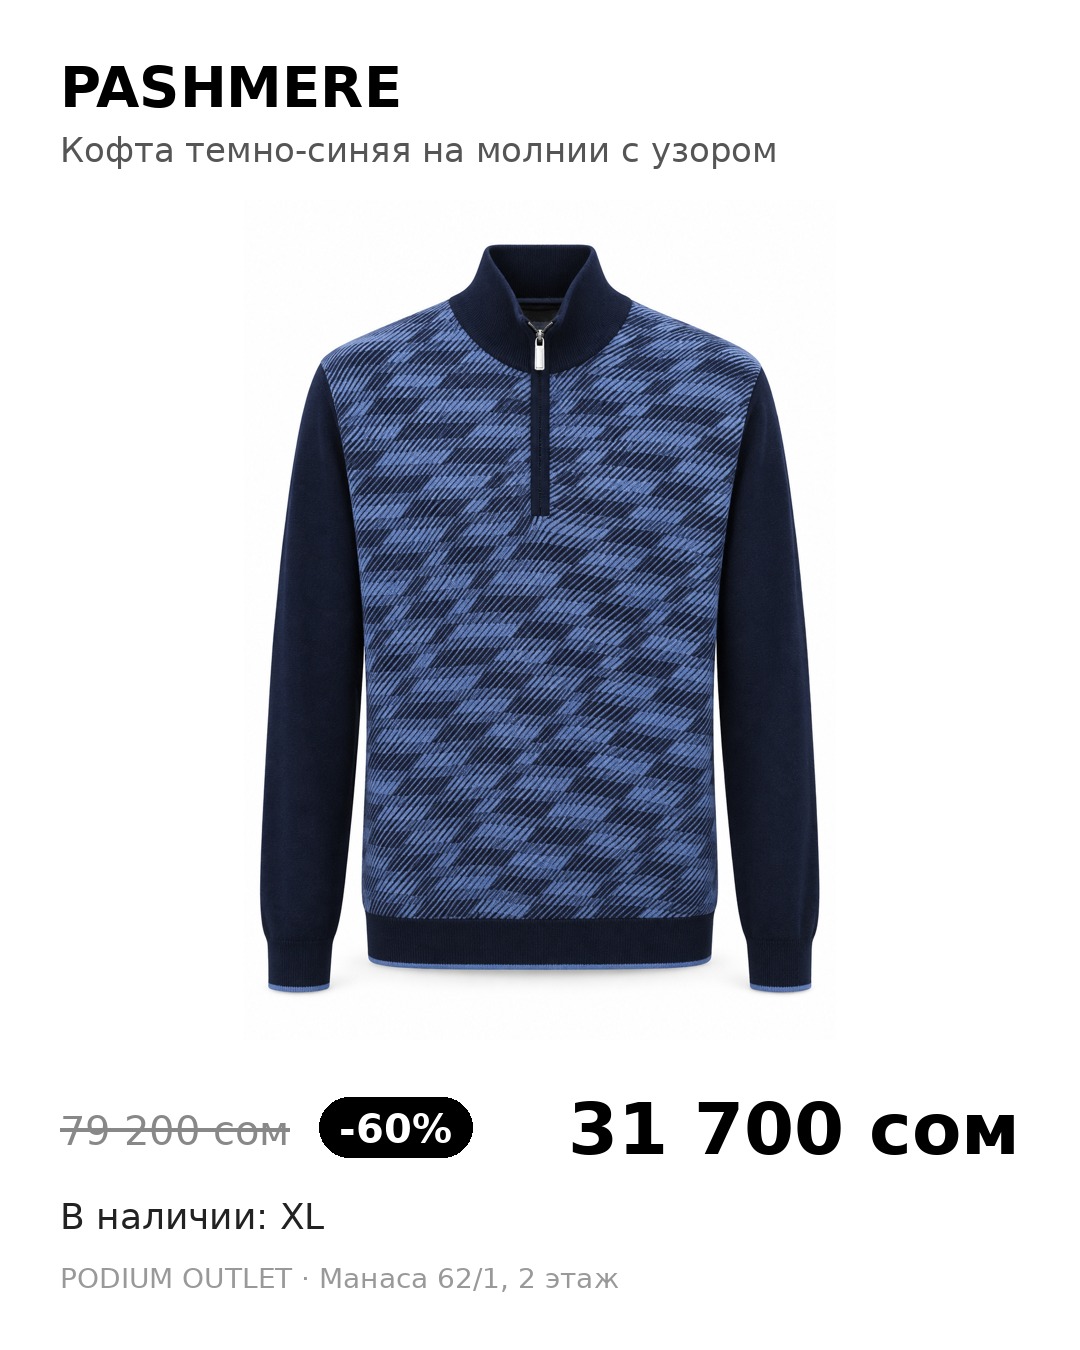 PASHMERE
Кофта темно-синяя на молнии с узором
79 200 сом -60% 31 700 сом
В наличии: XL
PODIUM OUTLET · Манаса 62/1, 2 этаж